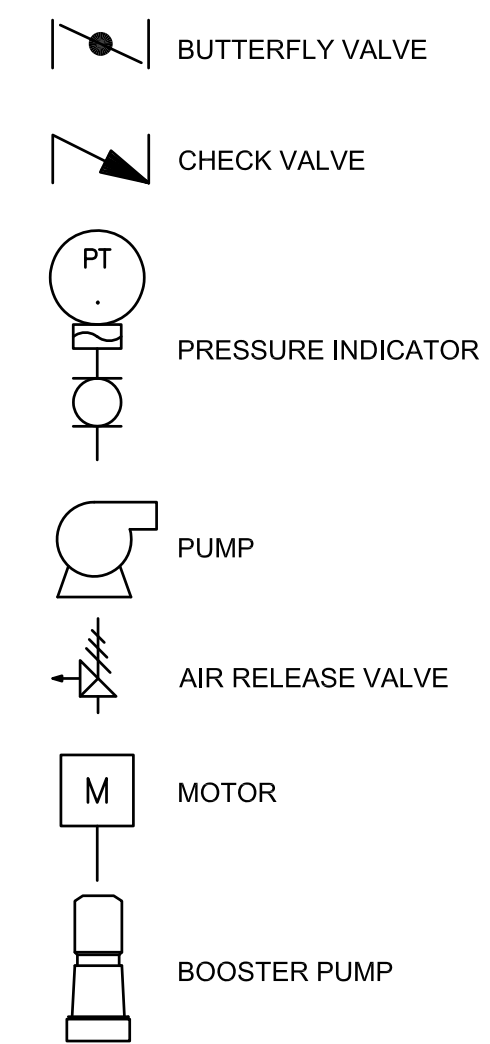 BUTTERFLY VALVE
CHECK VALVE
PT
PRESSURE INDICATOR
PUMP
AIR RELEASE VALVE
M
MOTOR
BOOSTER PUMP